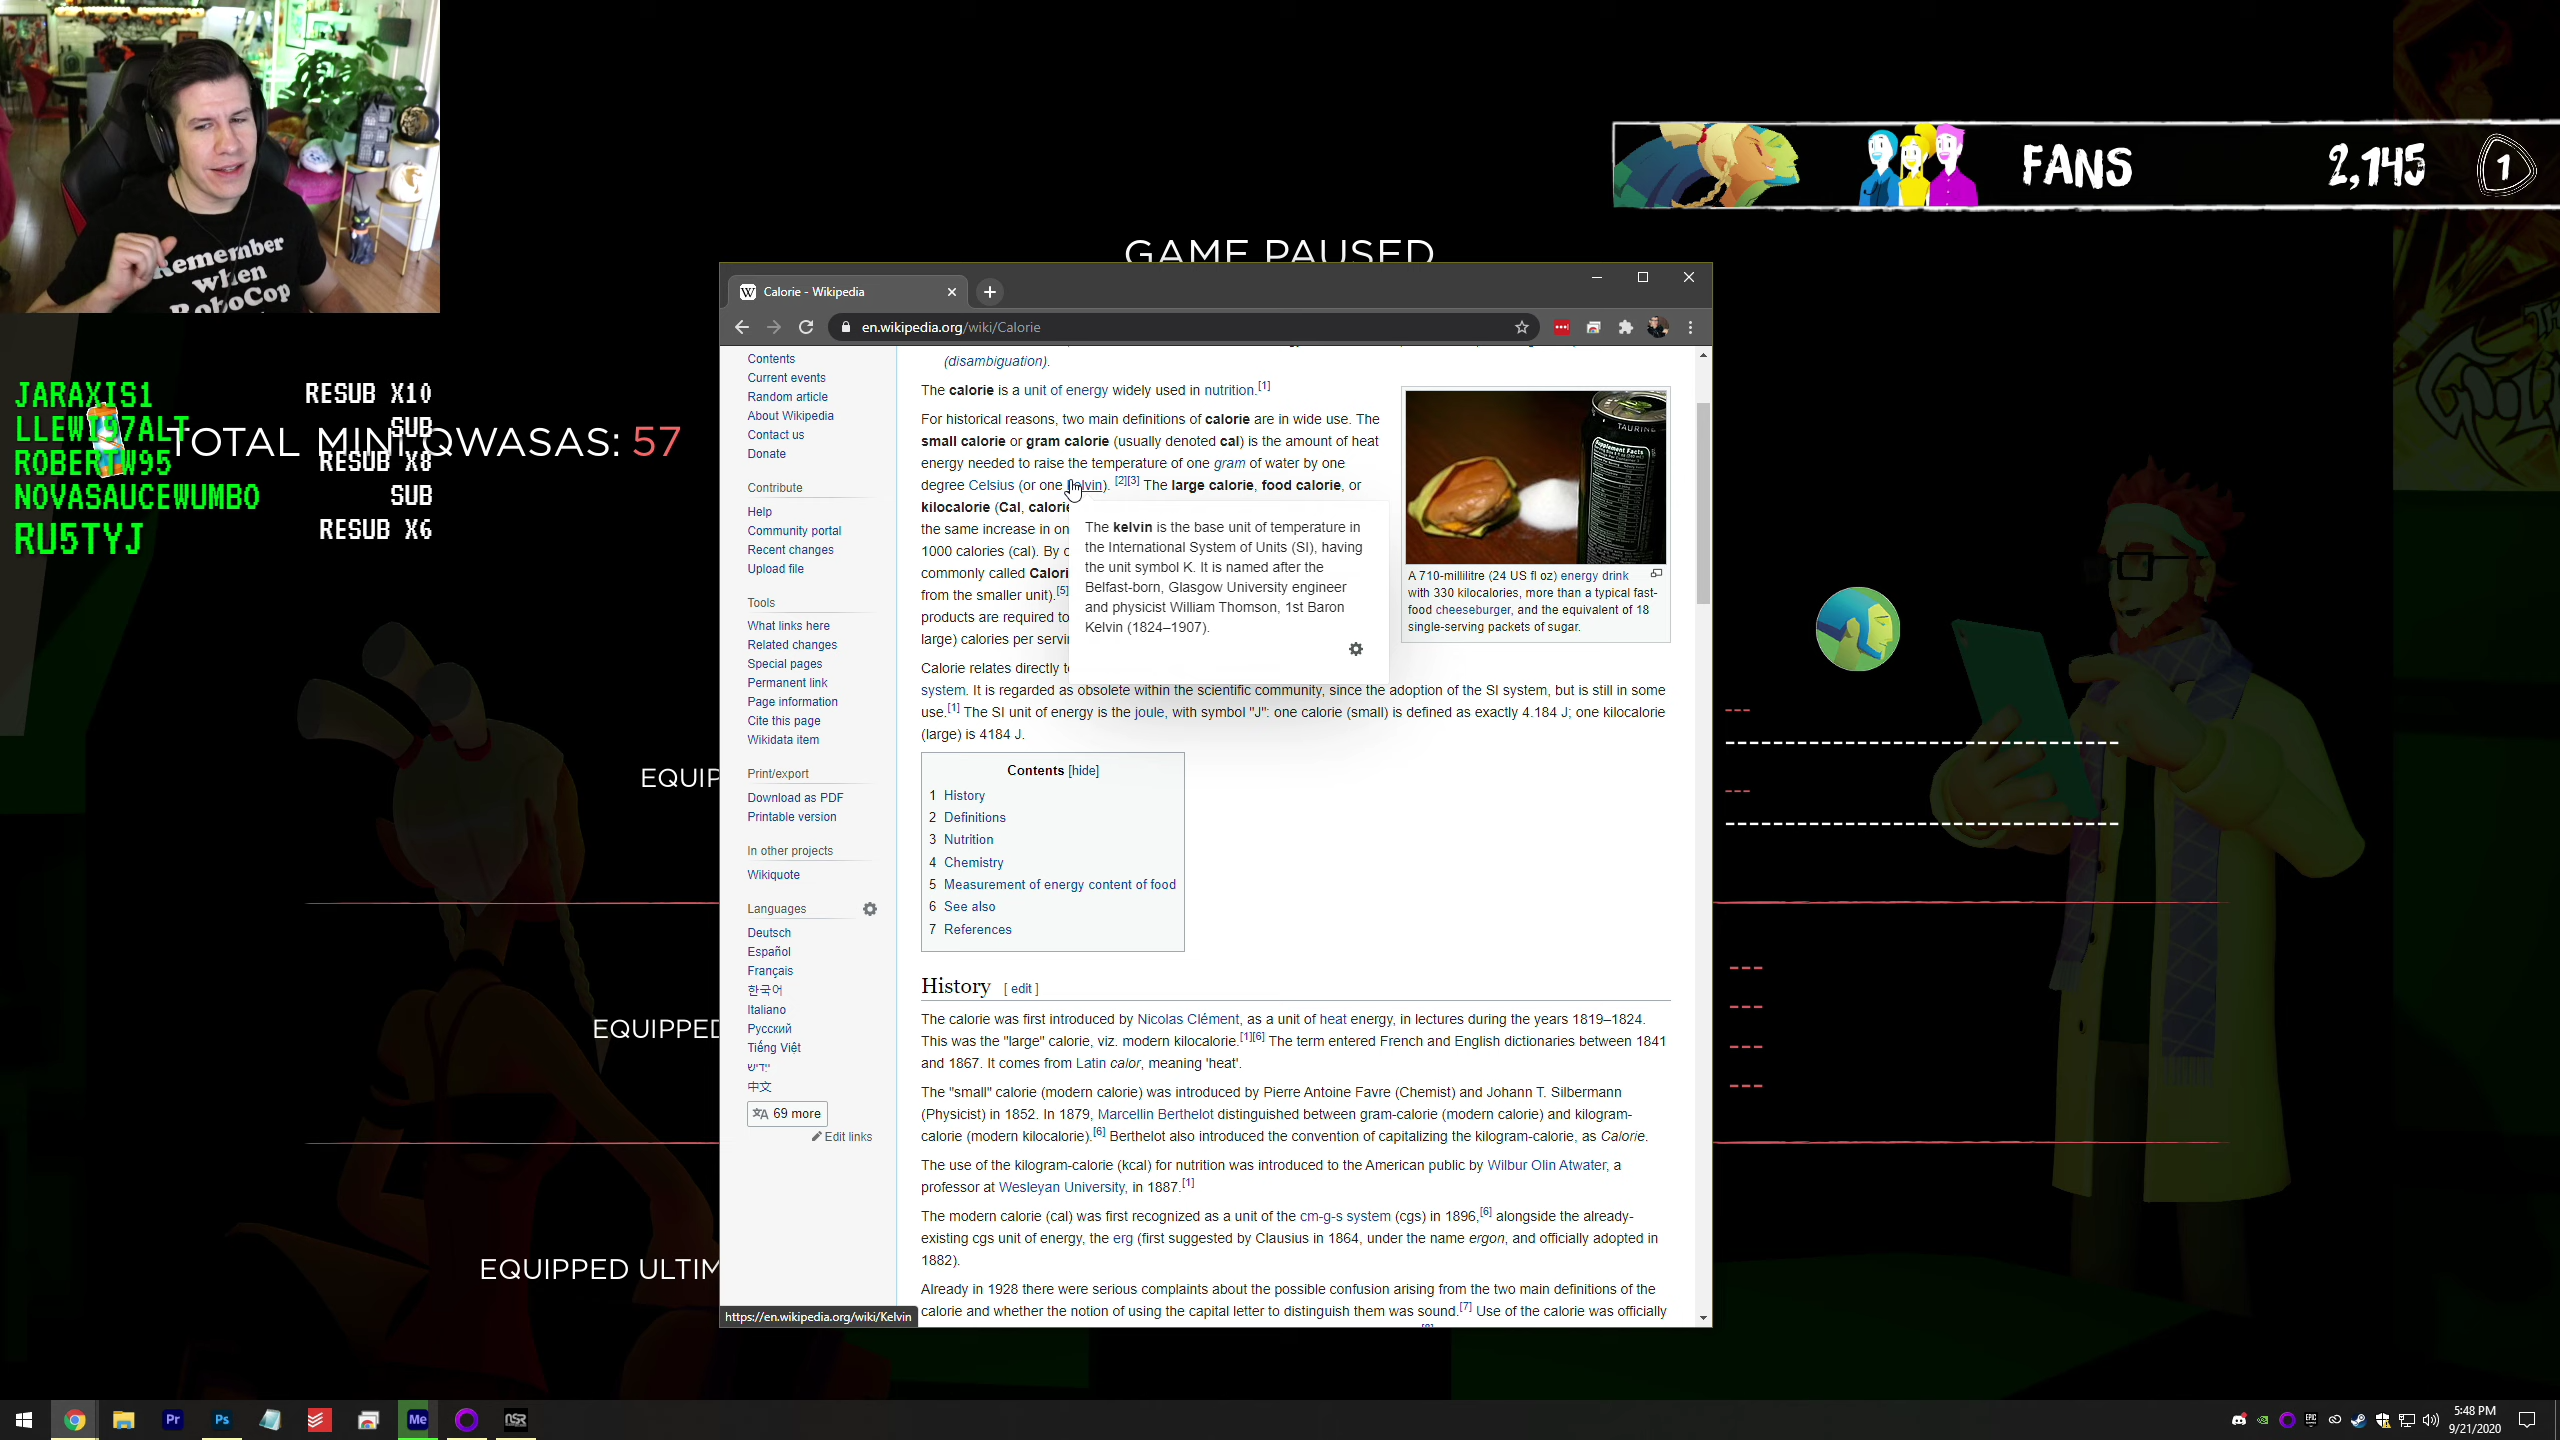 Remember
when
RoboCop
FANS 2,145 1
GAME PAUSED
JARAXIS1 RESUB X10
LLEWI97ALT SUB
TOTAL MINI QWASAS: 57
ROBERTW95 RESUB X8
NOVASAUCEWUMBO SUB
RU5TYJ RESUB X6
EQUIP
EQUIPPED
EQUIPPED ULTIM
Calorie - Wikipedia
en.wikipedia.org/wiki/Calorie
Contents
Current events
Random article
About Wikipedia
Contact us
Donate
Contribute
Help
Community portal
Recent changes
Upload file
Tools
What links here
Related changes
Special pages
Permanent link
Page information
Cite this page
Wikidata item
Print/export
Download as PDF
Printable version
In other projects
Wikiquote
Languages
Deutsch
Español
Français
한국어
Italiano
Русский
Tiếng Việt
ייִדיש
中文
69 more
Edit links
(disambiguation).
The calorie is a unit of energy widely used in nutrition.[1]
For historical reasons, two main definitions of calorie are in wide use. The
small calorie or gram calorie (usually denoted cal) is the amount of heat
energy needed to raise the temperature of one gram of water by one
degree Celsius (or one kelvin). [2][3] The large calorie, food calorie, or
kilocalorie (Cal, calorie
the same increase in on
1000 calories (cal). By c
commonly called Calori
from the smaller unit).[5]
products are required to
large) calories per servi
Calorie relates directly t
system. It is regarded as obsolete within the scientific community, since the adoption of the SI system, but is still in some
use.[1] The SI unit of energy is the joule, with symbol "J": one calorie (small) is defined as exactly 4.184 J; one kilocalorie
(large) is 4184 J.
The kelvin is the base unit of temperature in
the International System of Units (SI), having
the unit symbol K. It is named after the
Belfast-born, Glasgow University engineer
and physicist William Thomson, 1st Baron
Kelvin (1824–1907).
TAURINE
Supplement Facts
A 710-millilitre (24 US fl oz) energy drink
with 330 kilocalories, more than a typical fast-
food cheeseburger, and the equivalent of 18
single-serving packets of sugar.
Contents [hide]
1 History
2 Definitions
3 Nutrition
4 Chemistry
5 Measurement of energy content of food
6 See also
7 References
History [ edit ]
The calorie was first introduced by Nicolas Clément, as a unit of heat energy, in lectures during the years 1819–1824.
This was the "large" calorie, viz. modern kilocalorie.[1][6] The term entered French and English dictionaries between 1841
and 1867. It comes from Latin calor, meaning 'heat'.
The "small" calorie (modern calorie) was introduced by Pierre Antoine Favre (Chemist) and Johann T. Silbermann
(Physicist) in 1852. In 1879, Marcellin Berthelot distinguished between gram-calorie (modern calorie) and kilogram-
calorie (modern kilocalorie).[6] Berthelot also introduced the convention of capitalizing the kilogram-calorie, as Calorie.
The use of the kilogram-calorie (kcal) for nutrition was introduced to the American public by Wilbur Olin Atwater, a
professor at Wesleyan University, in 1887.[1]
The modern calorie (cal) was first recognized as a unit of the cm-g-s system (cgs) in 1896,[6] alongside the already-
existing cgs unit of energy, the erg (first suggested by Clausius in 1864, under the name ergon, and officially adopted in
1882).
Already in 1928 there were serious complaints about the possible confusion arising from the two main definitions of the
calorie and whether the notion of using the capital letter to distinguish them was sound.[7] Use of the calorie was officially
https://en.wikipedia.org/wiki/Kelvin
Pr
Ps
Me
NSR
EPIC
5:48 PM
9/21/2020